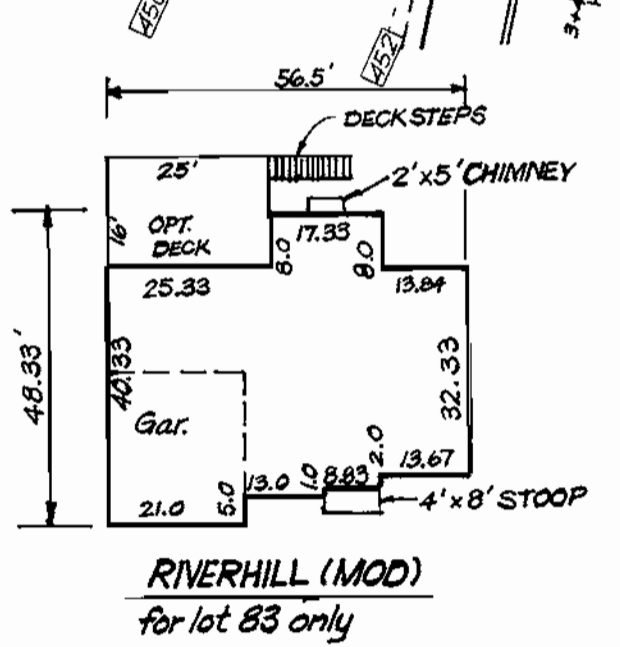 452
56.5'
DECK STEPS
25'
2'x5' CHIMNEY
16'
OPT.
DECK
17.33
8.0
8.0
25.33
13.84
48.33'
40.33
32.33
Gar.
2.0
13.67
13.0
1.0
8.83
5.0
21.0
4'x8' STOOP
RIVERHILL (MOD)
for lot 83 only